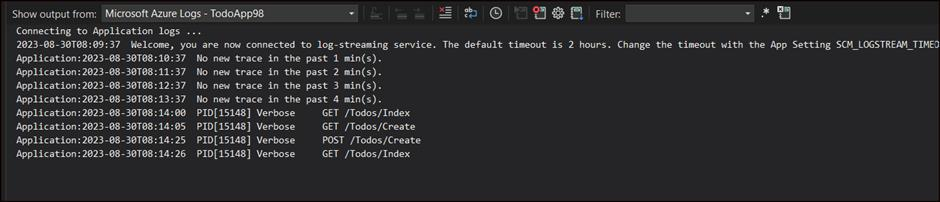 Show output from: Microsoft Azure Logs - TodoApp98 Filter:
Connecting to Application logs ...
2023-08-30T08:09:37  Welcome, you are now connected to log-streaming service. The default timeout is 2 hours. Change the timeout with the App Setting SCM_LOGSTREAM_TIMEO
Application:2023-08-30T08:10:37  No new trace in the past 1 min(s).
Application:2023-08-30T08:11:37  No new trace in the past 2 min(s).
Application:2023-08-30T08:12:37  No new trace in the past 3 min(s).
Application:2023-08-30T08:13:37  No new trace in the past 4 min(s).
Application:2023-08-30T08:14:00  PID[15148] Verbose     GET /Todos/Index
Application:2023-08-30T08:14:05  PID[15148] Verbose     GET /Todos/Create
Application:2023-08-30T08:14:25  PID[15148] Verbose     POST /Todos/Create
Application:2023-08-30T08:14:26  PID[15148] Verbose     GET /Todos/Index